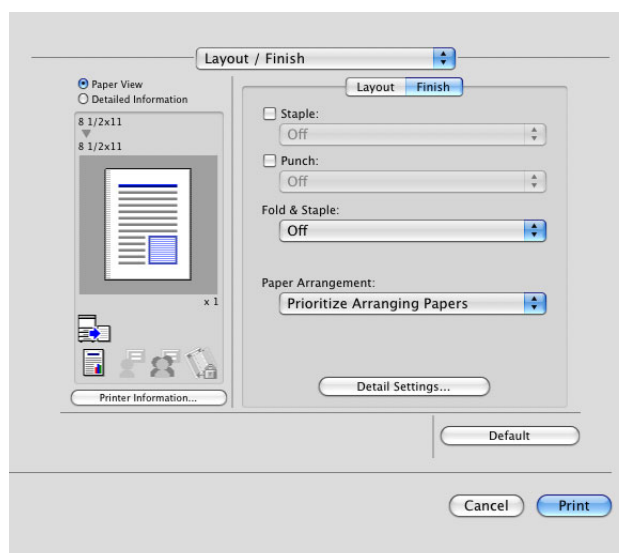 Layout / Finish
Paper View
Detailed Information
8 1/2x11
8 1/2x11
x 1
Printer Information...
Layout Finish
Staple:
Off
Punch:
Off
Fold & Staple:
Off
Paper Arrangement:
Prioritize Arranging Papers
Detail Settings...
Default
Cancel Print